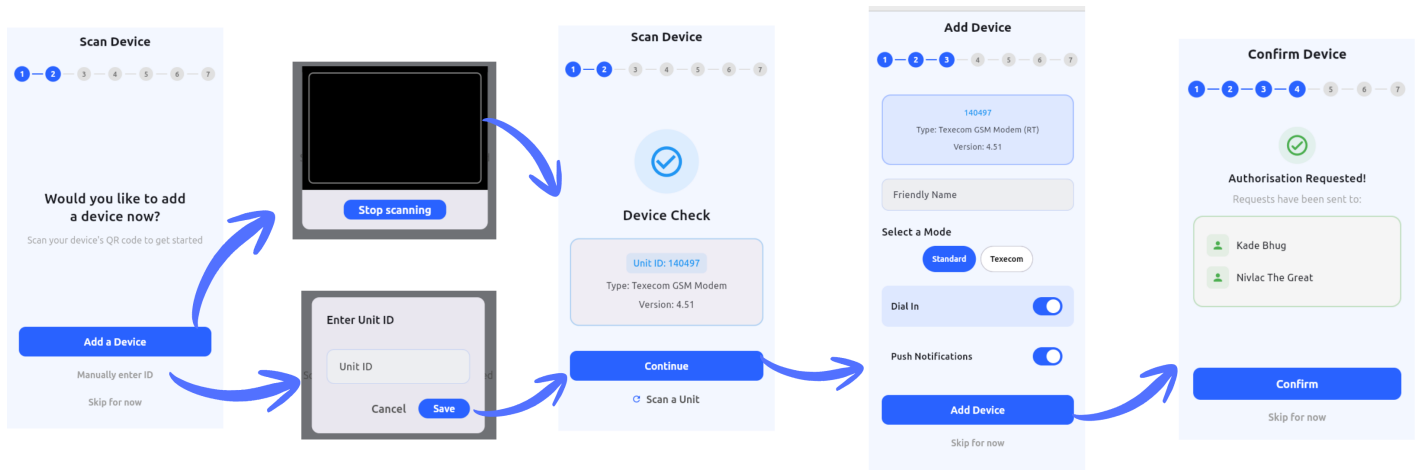 Scan Device
1 2 3 4 5 6 7
Would you like to add
a device now?
Scan your device's QR code to get started
Add a Device
Manually enter ID
Skip for now
Stop scanning
Enter Unit ID
Unit ID
Cancel Save
Scan Device
1 2 3 4 5 6 7
Device Check
Unit ID: 140497
Type: Texecom GSM Modem
Version: 4.51
Continue
Scan a Unit
Add Device
1 2 3 4 5 6 7
140497
Type: Texecom GSM Modem (RT)
Version: 4.51
Friendly Name
Select a Mode
Standard Texecom
Dial In
Push Notifications
Add Device
Skip for now
Confirm Device
1 2 3 4 5 6 7
Authorisation Requested!
Requests have been sent to:
Kade Bhug
Nivlac The Great
Confirm
Skip for now